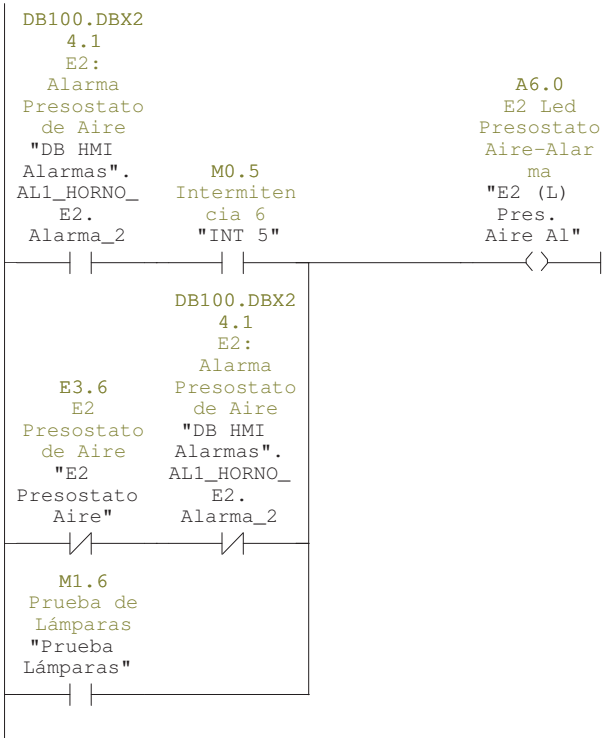 DB100.DBX2
4.1
E2:
Alarma
Presostato
de Aire
"DB HMI
Alarmas".
AL1_HORNO_
E2.
Alarma_2
M0.5
Intermiten
cia 6
"INT 5"
A6.0
E2 Led
Presostato
Aire-Alar
ma
"E2 (L)
Pres.
Aire Al"
E3.6
E2
Presostato
de Aire
"E2
Presostato
Aire"
DB100.DBX2
4.1
E2:
Alarma
Presostato
de Aire
"DB HMI
Alarmas".
AL1_HORNO_
E2.
Alarma_2
M1.6
Prueba de
Lámparas
"Prueba
Lámparas"